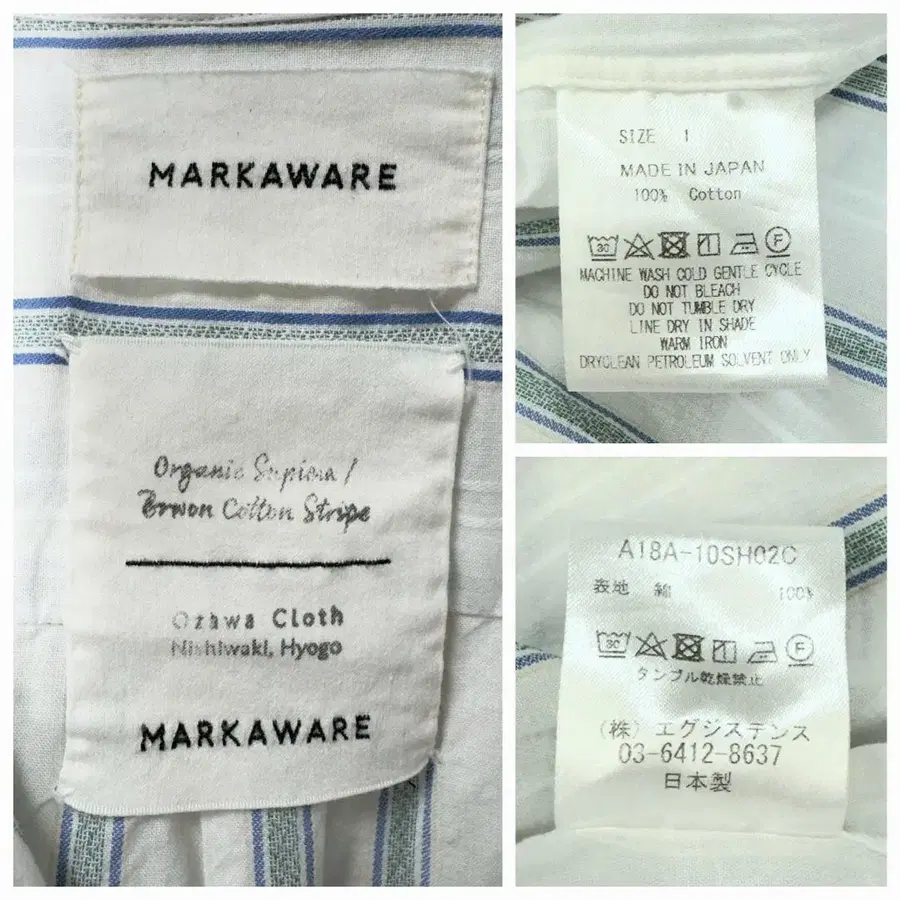 MARKAWARE
Organic Supima /
Brwon Cotton Stripe
Ozawa Cloth
Nishiwaki, Hyogo
MARKAWARE
SIZE 1
MADE IN JAPAN
100% Cotton
30 F
MACHINE WASH COLD GENTLE CYCLE
DO NOT BLEACH
DO NOT TUMBLE DRY
LINE DRY IN SHADE
WARM IRON
DRYCLEAN PETROLEUM SOLVENT ONLY
A18A-10SH02C
表地 綿 100%
30 F
タンブル乾燥禁止
(株)エグジステンス
03-6412-8637
日本製